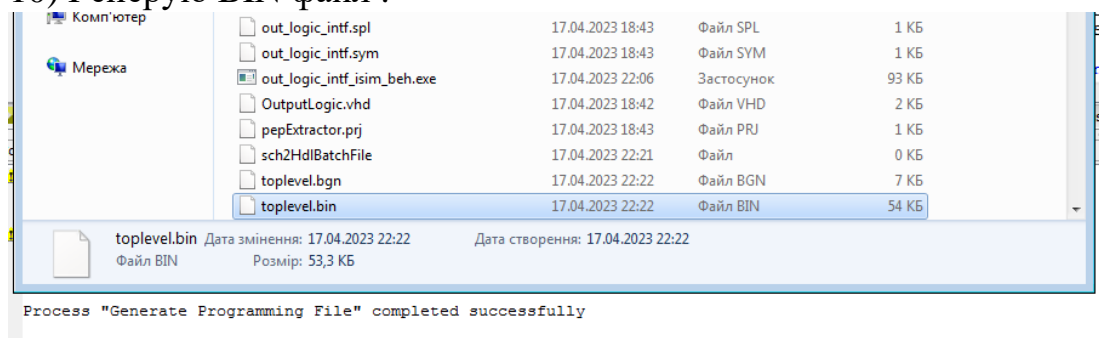 Генерую BIN файл .
Комп'ютер
out_logic_intf.spl 17.04.2023 18:43 Файл SPL 1 КБ
out_logic_intf.sym 17.04.2023 18:43 Файл SYM 1 КБ
Мережа
out_logic_intf_isim_beh.exe 17.04.2023 22:06 Застосунок 93 КБ
OutputLogic.vhd 17.04.2023 18:42 Файл VHD 2 КБ
pepExtractor.prj 17.04.2023 18:43 Файл PRJ 1 КБ
sch2HdlBatchFile 17.04.2023 22:21 Файл 0 КБ
toplevel.bgn 17.04.2023 22:22 Файл BGN 7 КБ
toplevel.bin 17.04.2023 22:22 Файл BIN 54 КБ
toplevel.bin Дата змінення: 17.04.2023 22:22 Дата створення: 17.04.2023 22:22
Файл BIN Розмір: 53,3 КБ
Process "Generate Programming File" completed successfully